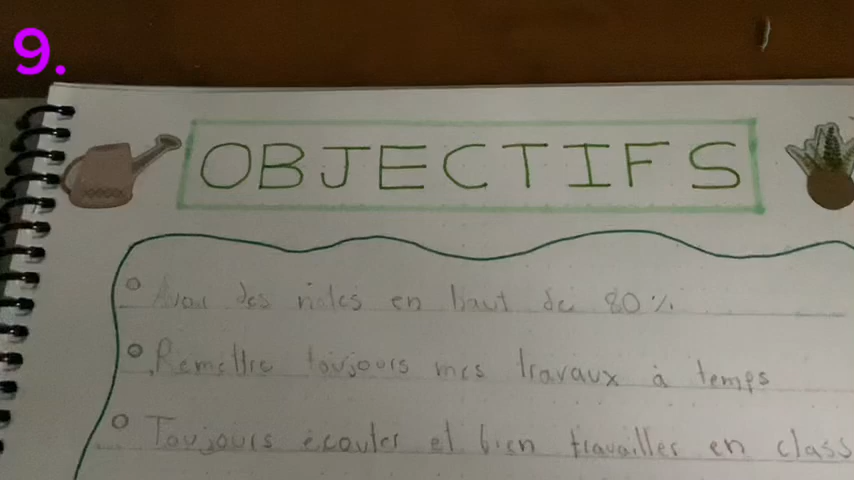 9.
OBJECTIFS
Avoir des notes en haut de 80%
Remettre toujours mes travaux à temps
Toujours écouter et bien travailler en class